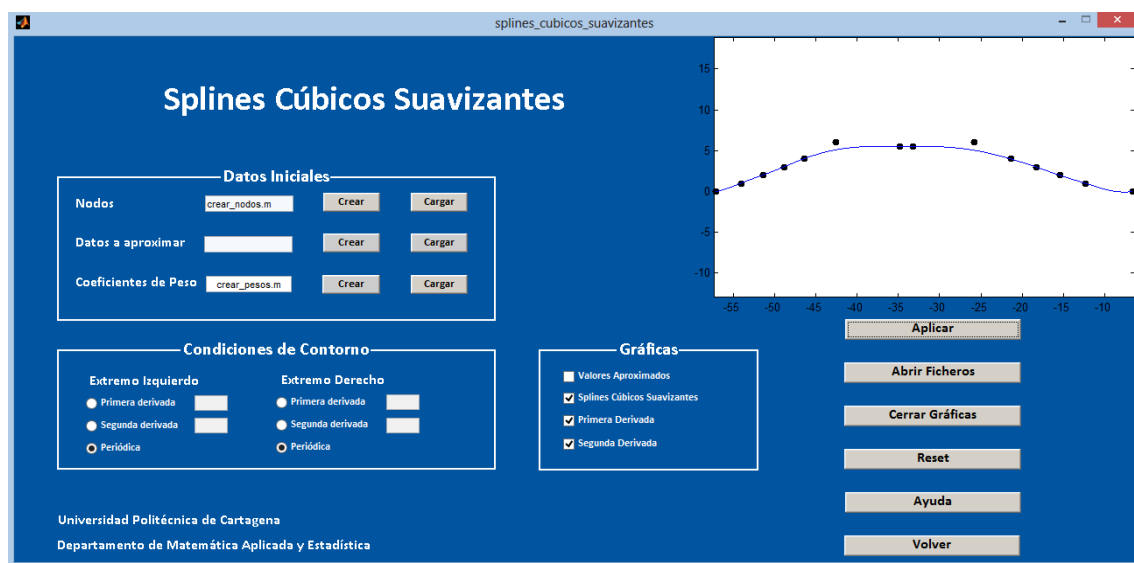 splines_cubicos_suavizantes
Splines Cúbicos Suavizantes
Datos Iniciales
Nodos crear_nodos.m Crear Cargar
Datos a aproximar Crear Cargar
Coeficientes de Peso crear_pesos.m Crear Cargar
15
10
5
0
-5
-10
-55 -50 -45 -40 -35 -30 -25 -20 -15 -10
Condiciones de Contorno
Extremo Izquierdo Extremo Derecho
Primera derivada Primera derivada
Segunda derivada Segunda derivada
Periódica Periódica
Gráficas
Valores Aproximados
Splines Cúbicos Suavizantes
Primera Derivada
Segunda Derivada
Aplicar
Abrir Ficheros
Cerrar Gráficas
Reset
Ayuda
Volver
Universidad Politécnica de Cartagena
Departamento de Matemática Aplicada y Estadística